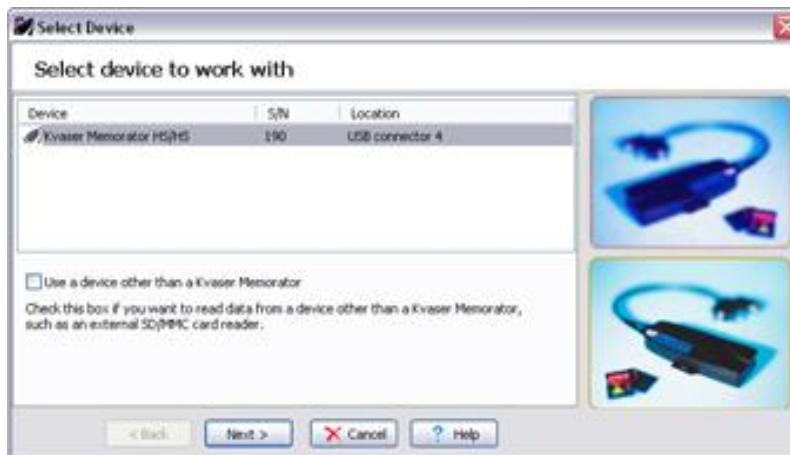 Select Device
Select device to work with
Device S/N Location
Kvaser Memorator HS/HS 190 USB connector 4
Use a device other than a Kvaser Memorator
Check this box if you want to read data from a device other than a Kvaser Memorator,
such as an external SD/MMC card reader.
< Back Next > Cancel ? Help